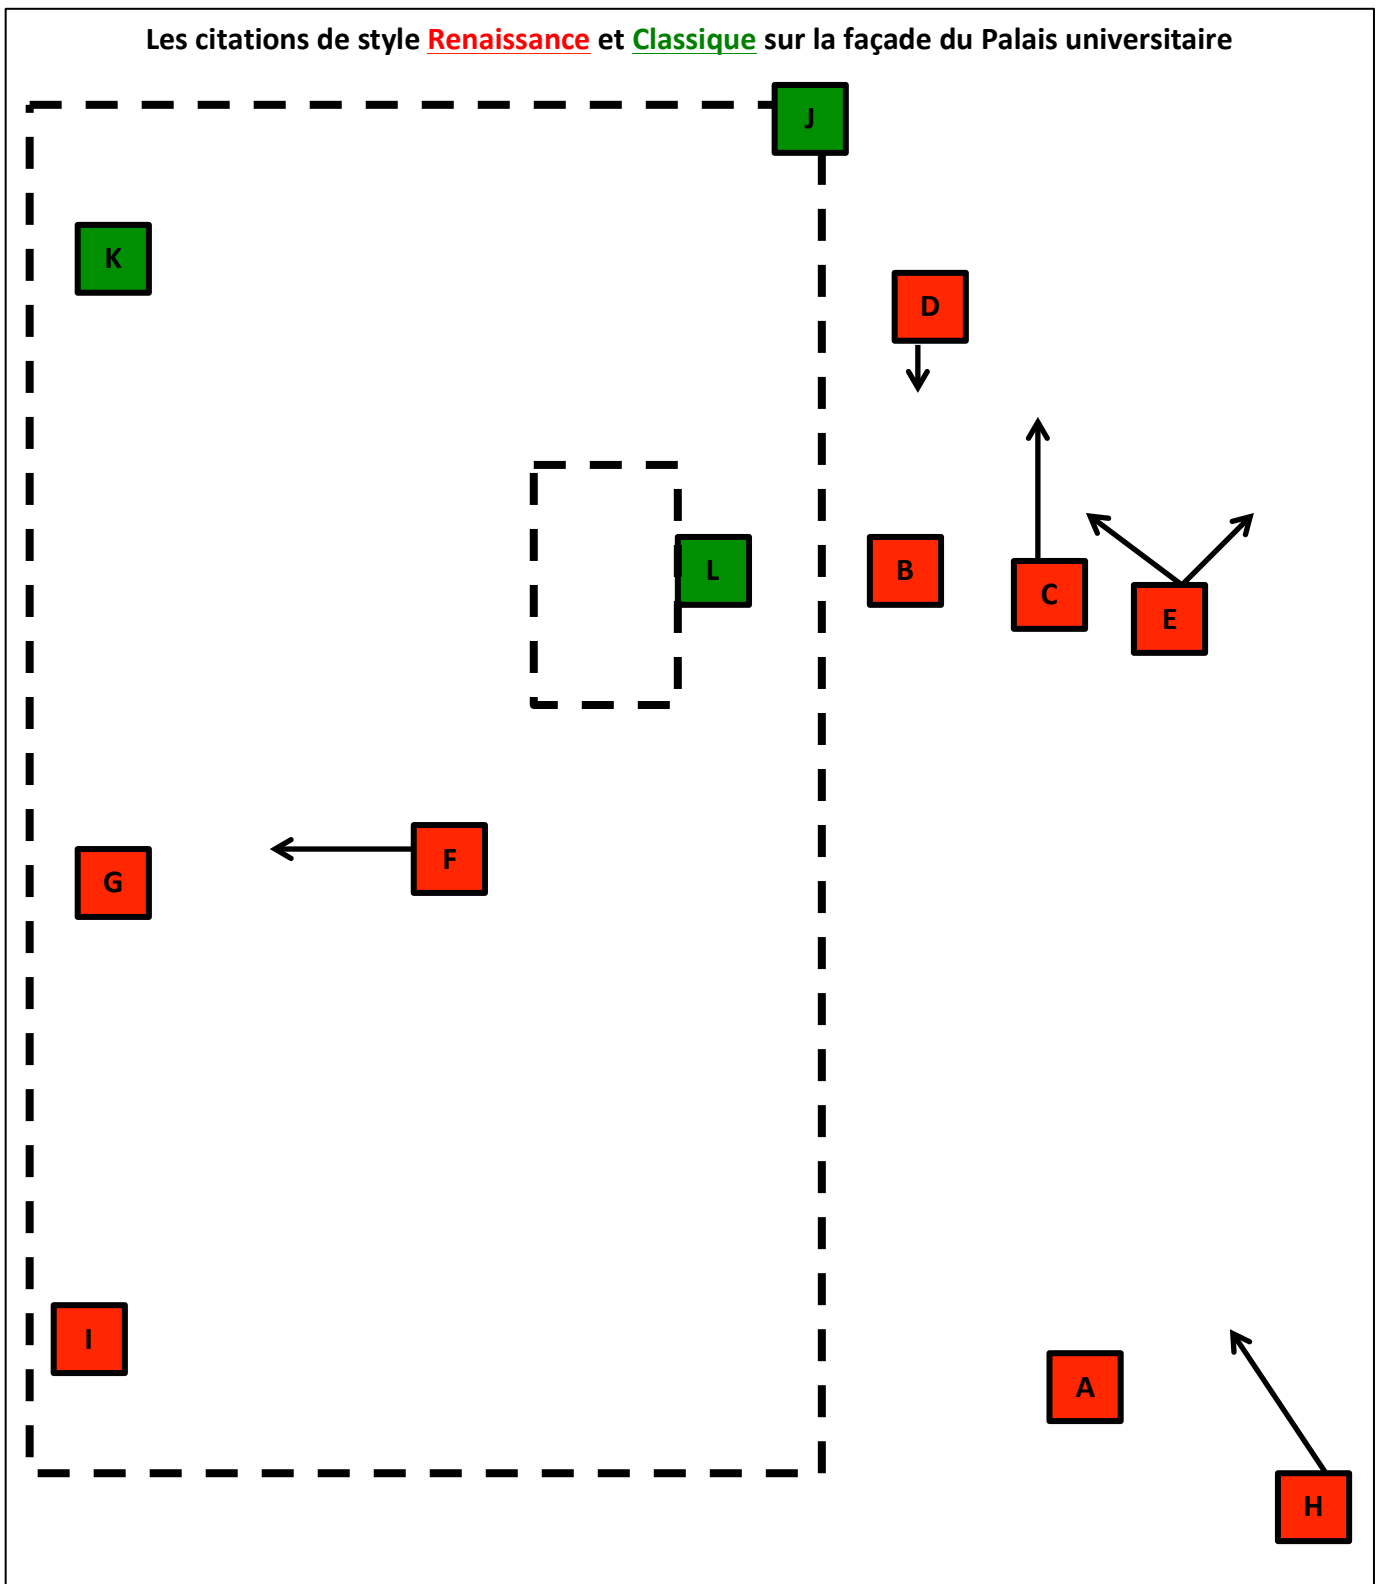 Les citations de style Renaissance et Classique sur la façade du Palais universitaire
J
K
D
L
B
C
E
F
G
I
A
H